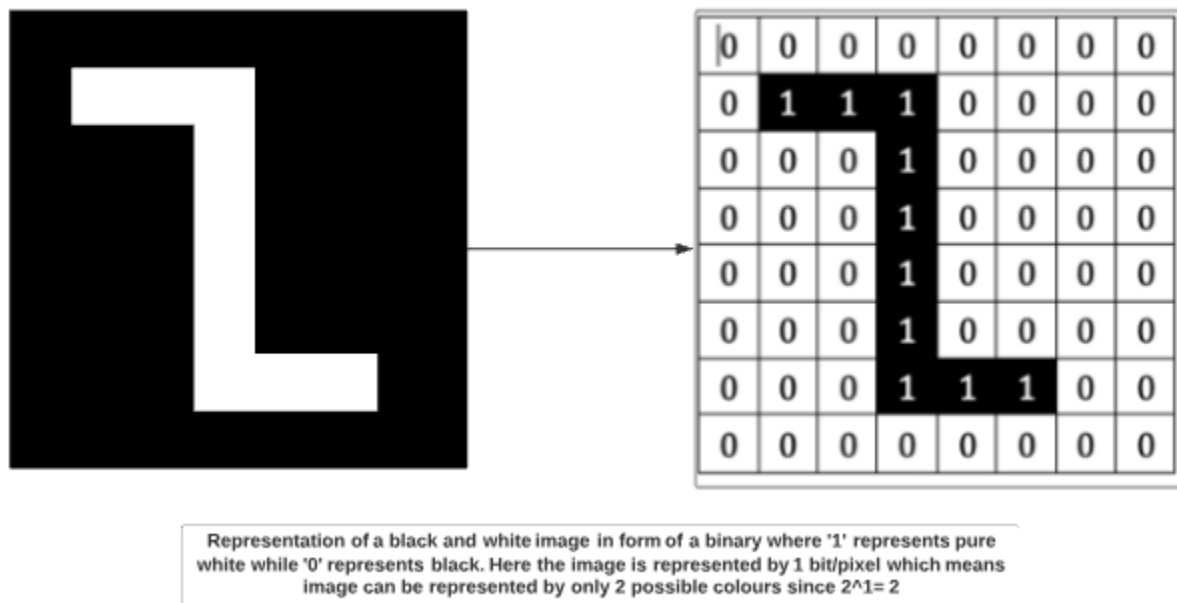 0 0 0 0 0 0 0 0
0 1 1 1 0 0 0 0
0 0 0 1 0 0 0 0
0 0 0 1 0 0 0 0
0 0 0 1 0 0 0 0
0 0 0 1 0 0 0 0
0 0 0 1 1 1 0 0
0 0 0 0 0 0 0 0
Representation of a black and white image in form of a binary where '1' represents pure
white while '0' represents black. Here the image is represented by 1 bit/pixel which means
image can be represented by only 2 possible colours since 2^1= 2